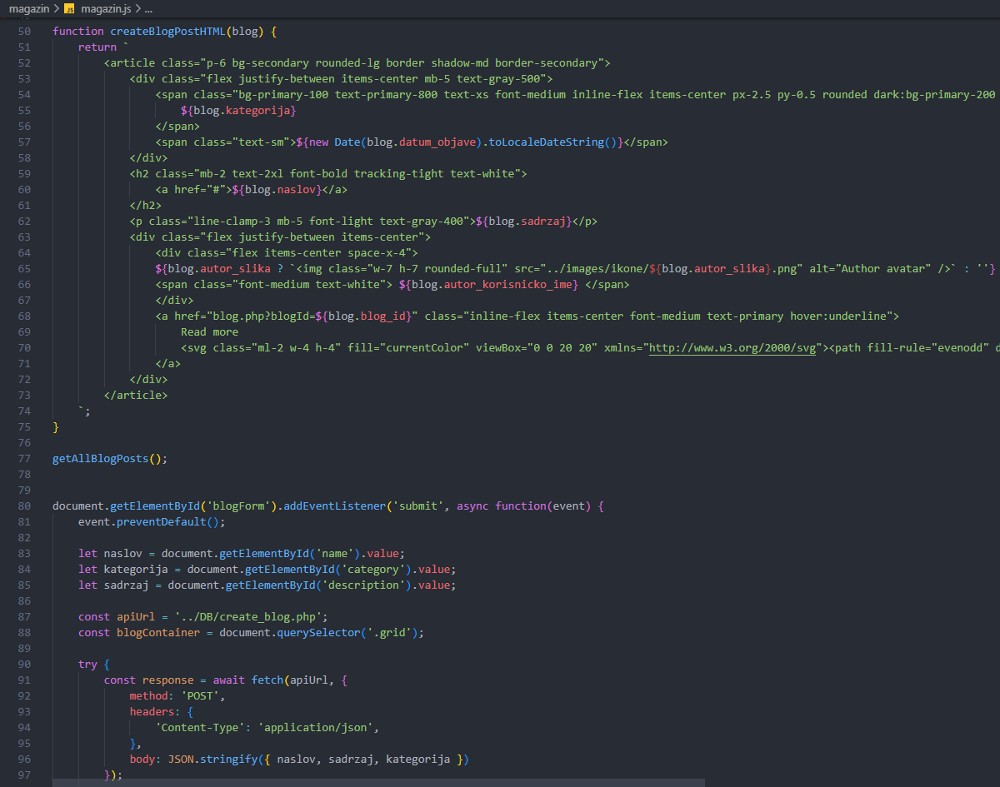 magazin > JS magazin.js > ...
50 function createBlogPostHTML(blog) {
51 return `
52 <article class="p-6 bg-secondary rounded-lg border shadow-md border-secondary">
53 <div class="flex justify-between items-center mb-5 text-gray-500">
54 <span class="bg-primary-100 text-primary-800 text-xs font-medium inline-flex items-center px-2.5 py-0.5 rounded dark:bg-primary-200
55 ${blog.kategorija}
56 </span>
57 <span class="text-sm">${new Date(blog.datum_objave).toLocaleDateString()}</span>
58 </div>
59 <h2 class="mb-2 text-2xl font-bold tracking-tight text-white">
60 <a href="#">${blog.naslov}</a>
61 </h2>
62 <p class="line-clamp-3 mb-5 font-light text-gray-400">${blog.sadrzaj}</p>
63 <div class="flex justify-between items-center">
64 <div class="flex items-center space-x-4">
65 ${blog.autor_slika ? `<img class="w-7 h-7 rounded-full" src="../images/ikone/${blog.autor_slika}.png" alt="Author avatar" />` : ''}
66 <span class="font-medium text-white"> ${blog.autor_korisnicko_ime} </span>
67 </div>
68 <a href="blog.php?blogId=${blog.blog_id}" class="inline-flex items-center font-medium text-primary hover:underline">
69 Read more
70 <svg class="ml-2 w-4 h-4" fill="currentColor" viewBox="0 0 20 20" xmlns="http://www.w3.org/2000/svg"><path fill-rule="evenodd" d
71 </a>
72 </div>
73 </article>
74 `;
75 }
76
77 getAllBlogPosts();
78
79
80 document.getElementById('blogForm').addEventListener('submit', async function(event) {
81 event.preventDefault();
82
83 let naslov = document.getElementById('name').value;
84 let kategorija = document.getElementById('category').value;
85 let sadrzaj = document.getElementById('description').value;
86
87 const apiUrl = '../DB/create_blog.php';
88 const blogContainer = document.querySelector('.grid');
89
90 try {
91 const response = await fetch(apiUrl, {
92 method: 'POST',
93 headers: {
94 'Content-Type': 'application/json',
95 },
96 body: JSON.stringify({ naslov, sadrzaj, kategorija })
97 });